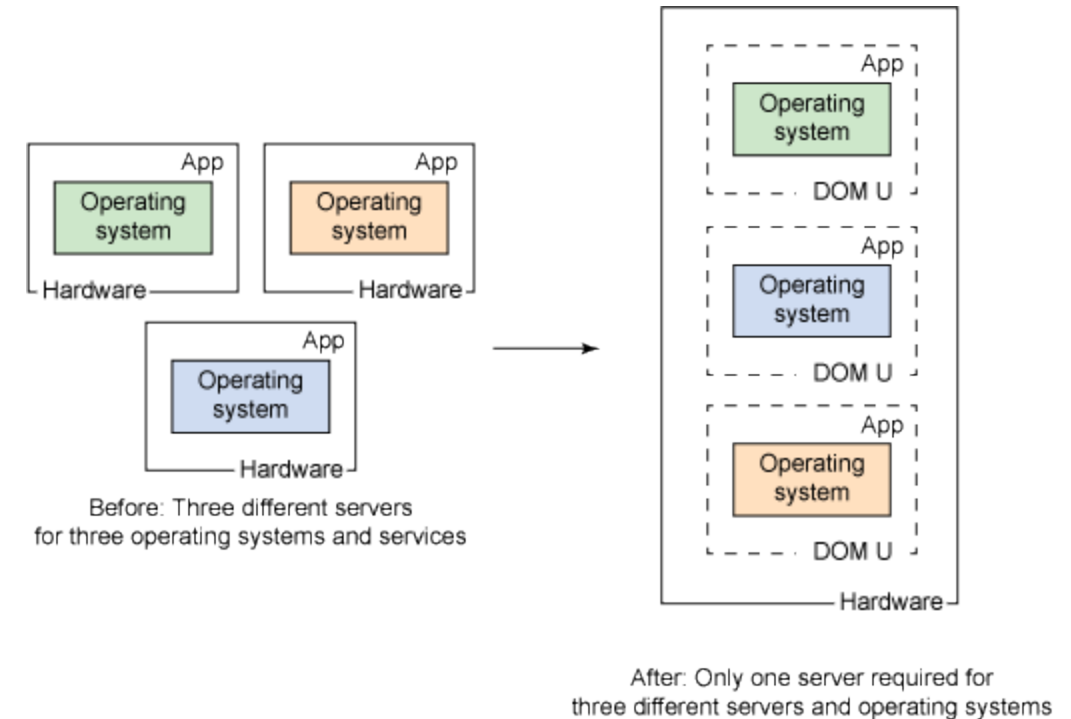 App
Operating
system
Hardware
App
Operating
system
Hardware
App
Operating
system
Hardware
Before: Three different servers
for three operating systems and services
App
Operating
system
DOM U
App
Operating
system
DOM U
App
Operating
system
DOM U
Hardware
After: Only one server required for
three different servers and operating systems